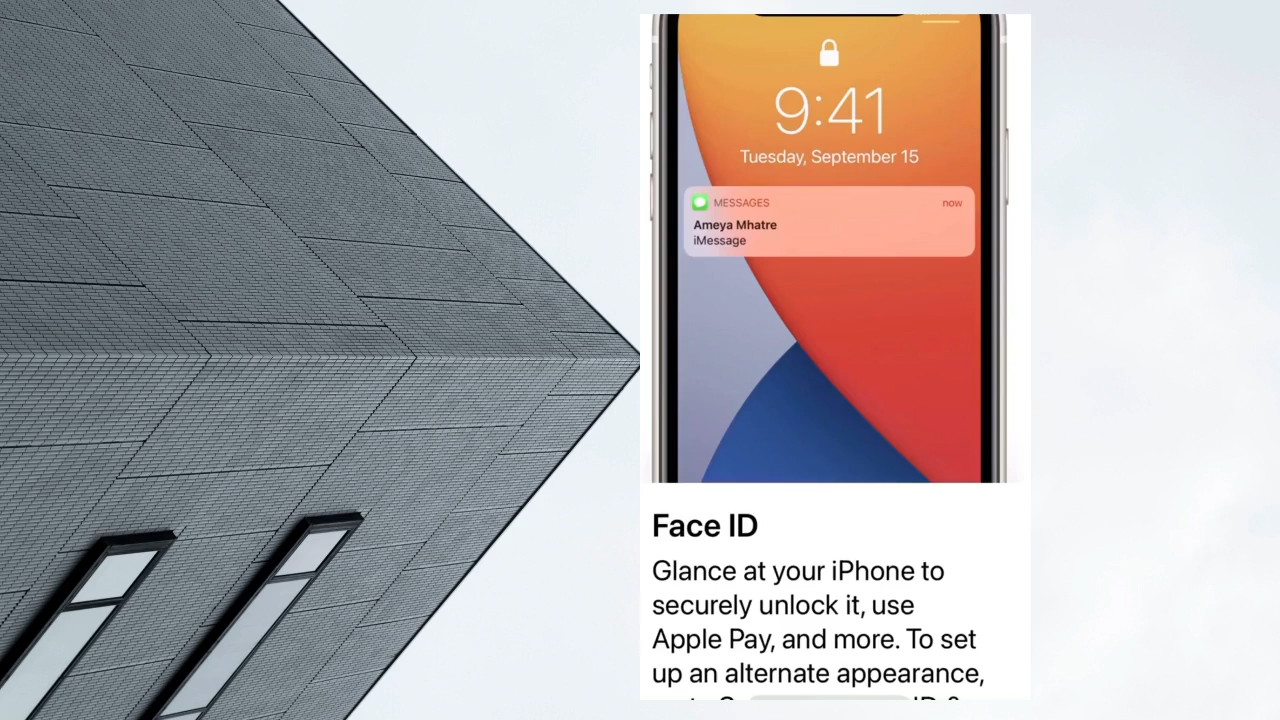 9:41
Tuesday, September 15
MESSAGES now
Ameya Mhatre
iMessage
Face ID
Glance at your iPhone to
securely unlock it, use
Apple Pay, and more. To set
up an alternate appearance,